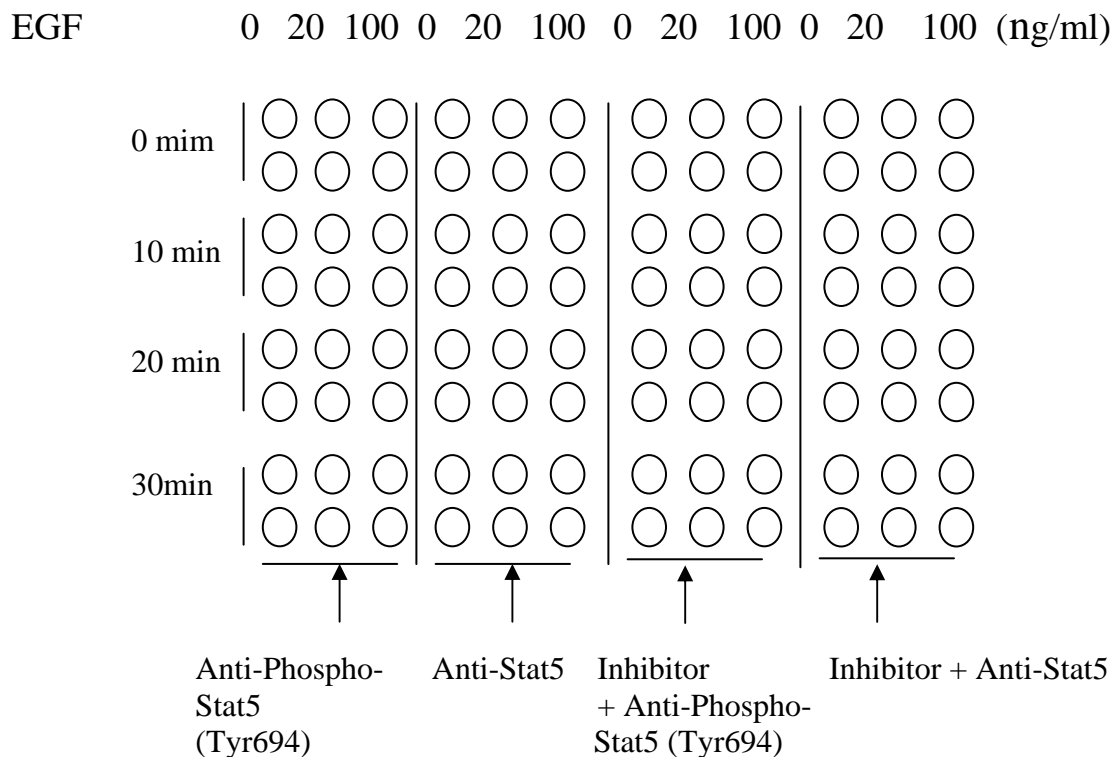 EGF 0 20 100 0 20 100 0 20 100 0 20 100 (ng/ml)
0 mim
10 min
20 min
30min
Anti-Phospho-
Stat5
(Tyr694)
Anti-Stat5
Inhibitor
+ Anti-Phospho-
Stat5 (Tyr694)
Inhibitor + Anti-Stat5